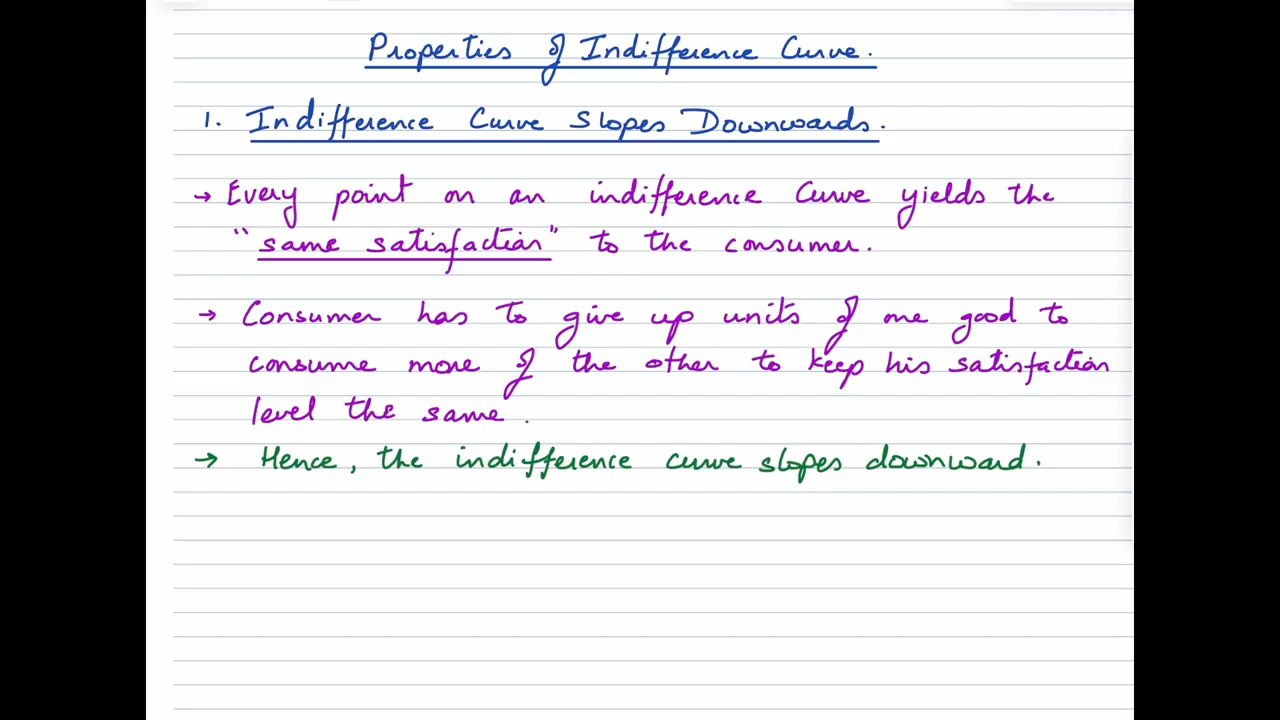 Properties of Indifference Curve.
1. Indifference Curve Slopes Downwards.
→ Every point on an indifference Curve yields the
"same satisfaction" to the consumer.
→ Consumer has to give up units of one good to
consume more of the other to keep his satisfaction
level the same.
→ Hence, the indifference curve slopes downward.